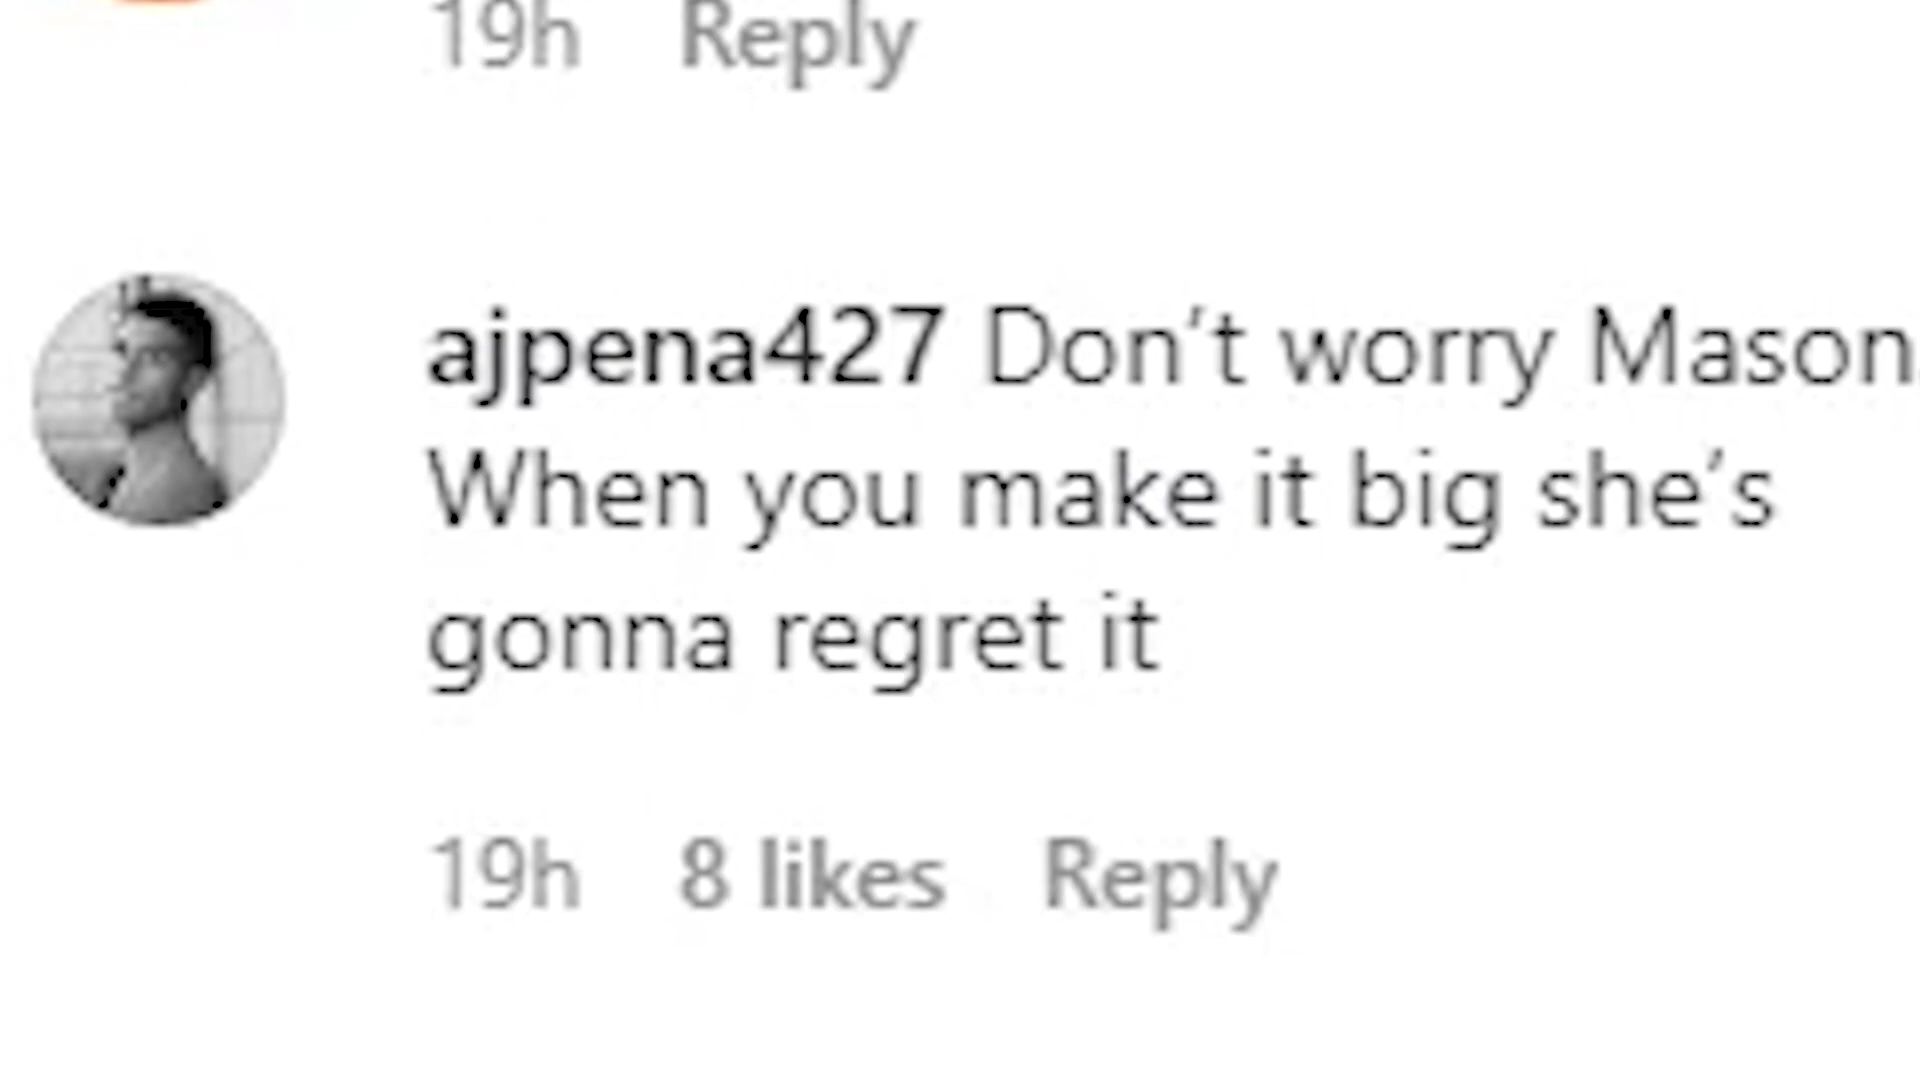 19h Reply
ajpena427 Don’t worry Mason.
When you make it big she’s
gonna regret it
19h 8 likes Reply